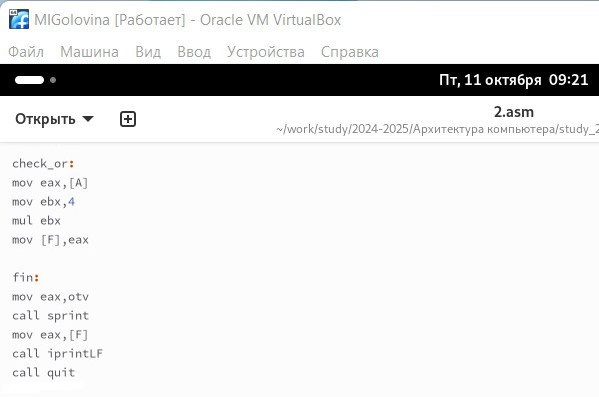 MIGolovina [Работает] - Oracle VM VirtualBox
Файл Машина Вид Ввод Устройства Справка
Пт, 11 октября 09:21
Открыть
2.asm
~/work/study/2024-2025/Архитектура компьютера/study_2
check_or:
mov eax,[A]
mov ebx,4
mul ebx
mov [F],eax
fin:
mov eax,otv
call sprint
mov eax,[F]
call iprintLF
call quit